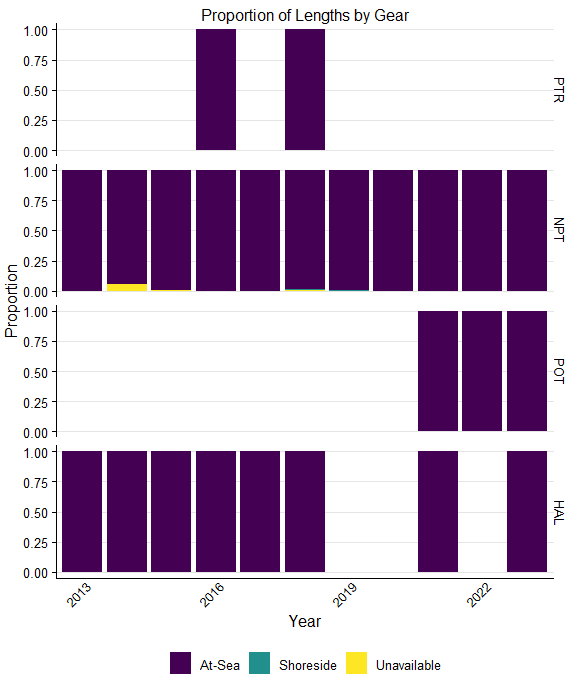 Proportion of Lengths by Gear
1.00
0.75
0.50
0.25
0.00
PTR
1.00
0.75
0.50
0.25
0.00
NPT
Proportion
1.00
0.75
0.50
0.25
0.00
POT
1.00
0.75
0.50
0.25
0.00
HAL
2013 2016 2019 2022
Year
At-Sea Shoreside Unavailable